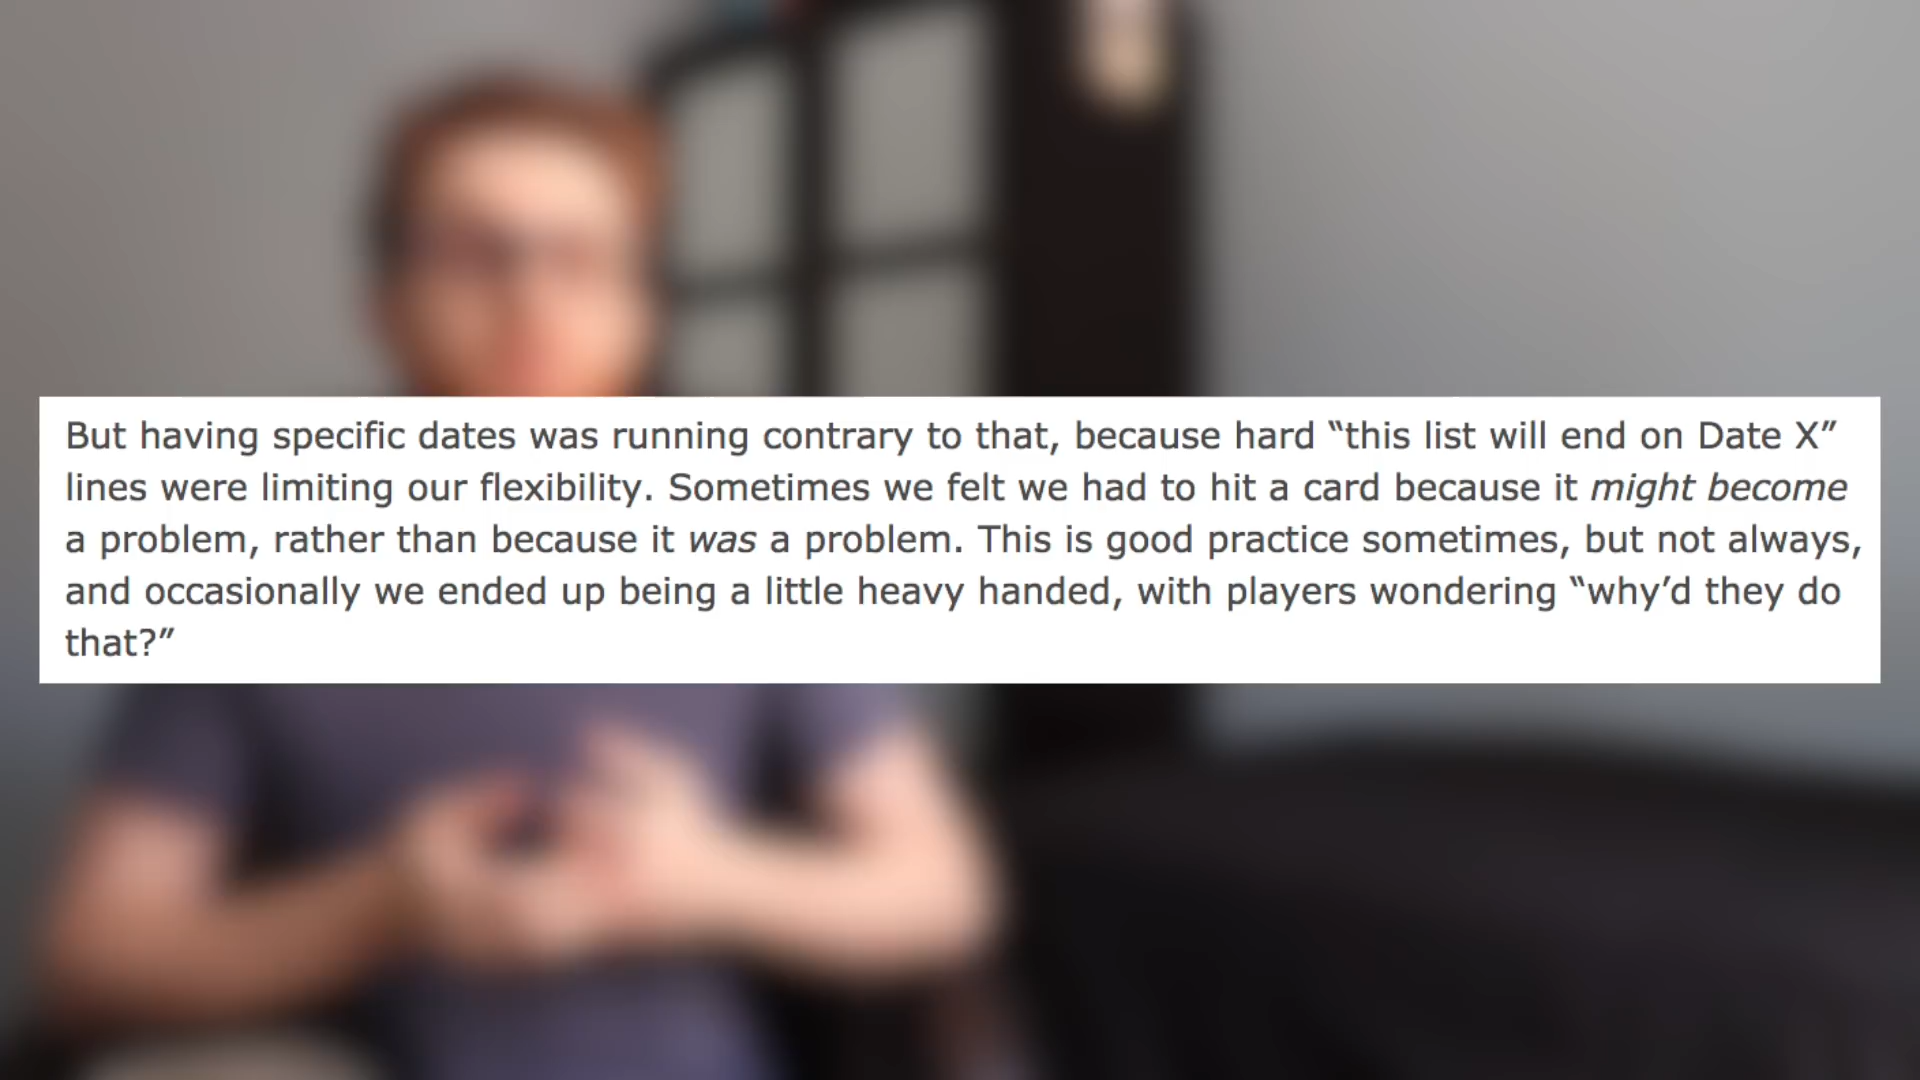 But having specific dates was running contrary to that, because hard “this list will end on Date X”
lines were limiting our flexibility. Sometimes we felt we had to hit a card because it might become
a problem, rather than because it was a problem. This is good practice sometimes, but not always,
and occasionally we ended up being a little heavy handed, with players wondering “why’d they do
that?”